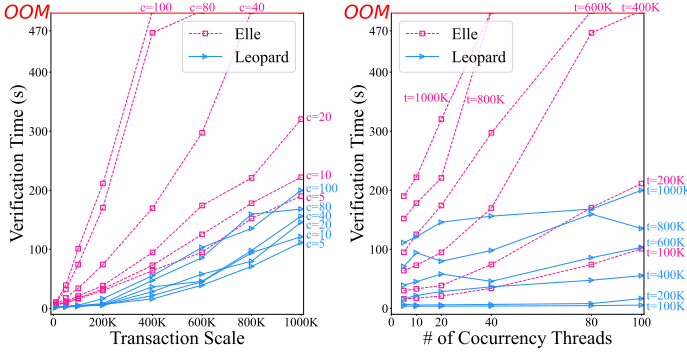 OOM
c=100
c=80
c=40
Elle
Leopard
c=20
c=10
c=100
c=5
c=80
c=40
c=20
c=10
c=5
470
400
300
200
100
0
Verification Time (s)
0
200K
400K
600K
800K
1000K
Transaction Scale
OOM
t=600K
t=400K
Elle
Leopard
t=1000K
t=800K
t=200K
t=1000K
t=800K
t=600K
t=100K
t=400K
t=200K
t=100K
470
400
300
200
100
0
Verification Time (s)
0
10
20
40
80
100
# of Cocurrency Threads